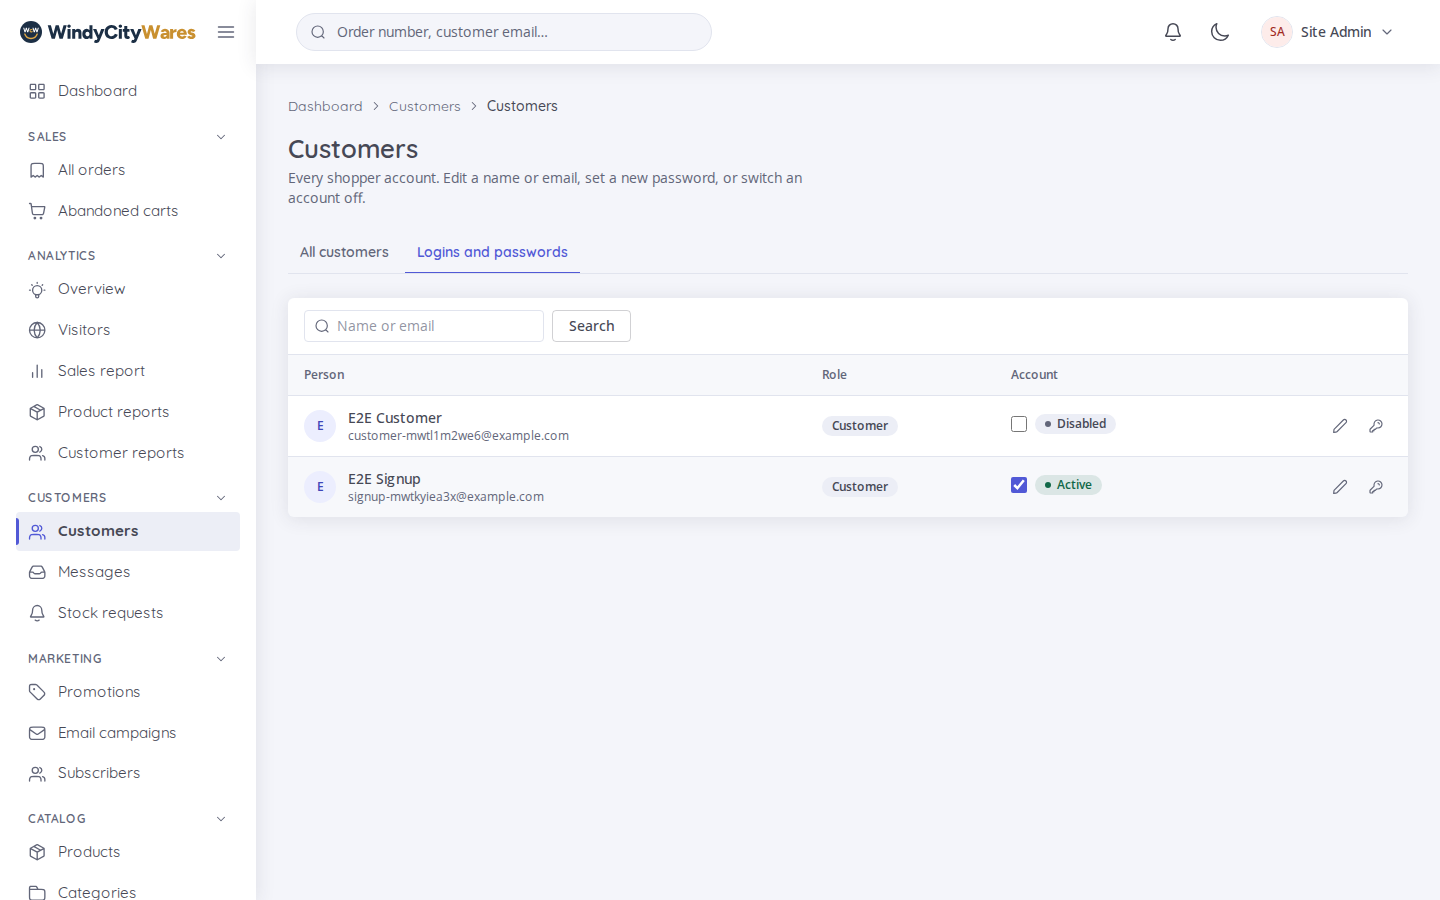 WCW WindyCityWares
Order number, customer email...
SA Site Admin
Dashboard
SALES
All orders
Abandoned carts
ANALYTICS
Overview
Visitors
Sales report
Product reports
Customer reports
CUSTOMERS
Customers
Messages
Stock requests
MARKETING
Promotions
Email campaigns
Subscribers
CATALOG
Products
Categories
Dashboard > Customers > Customers
Customers
Every shopper account. Edit a name or email, set a new password, or switch an
account off.
All customers Logins and passwords
Name or email Search
Person Role Account
E E2E Customer Customer Disabled
customer-mwtl1m2we6@example.com
E E2E Signup Customer Active
signup-mwtkyiea3x@example.com